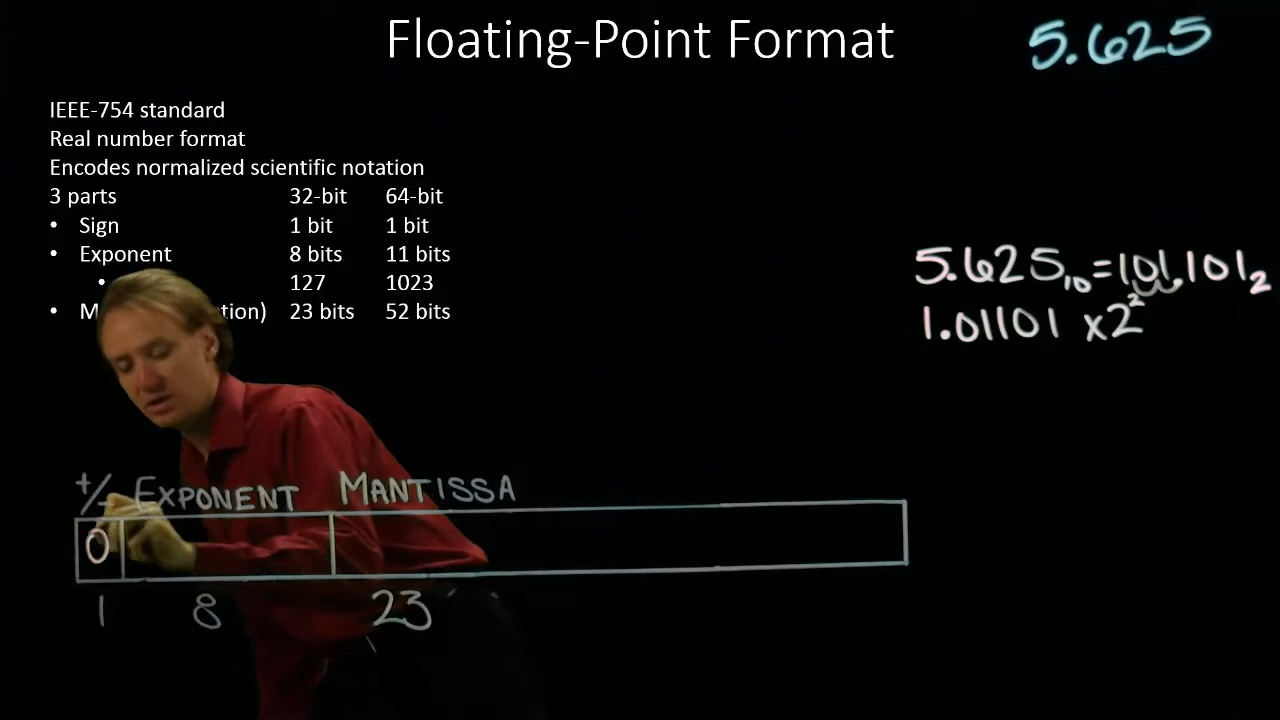 Floating-Point Format
5.625
IEEE-754 standard
Real number format
Encodes normalized scientific notation
3 parts 32-bit 64-bit
• Sign 1 bit 1 bit
• Exponent 8 bits 11 bits
• 127 1023
• 23 bits 52 bits
5.625₁₀=101.101₂
1.01101 x2²
+/- EXPONENT MANTISSA
0
1 8 23